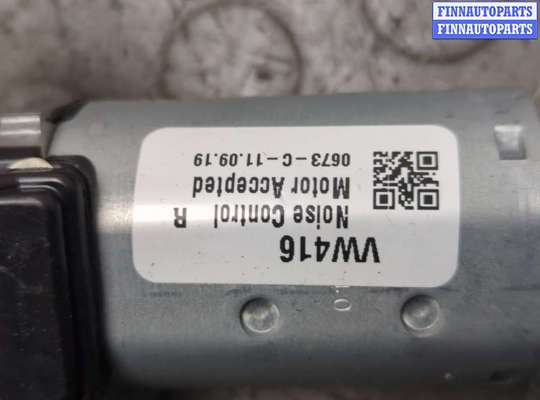 FINNAUTOPARTS
FINNAUTOPARTS
VW416
Noise Control R
Motor Accepted
0673-C-11.09.19